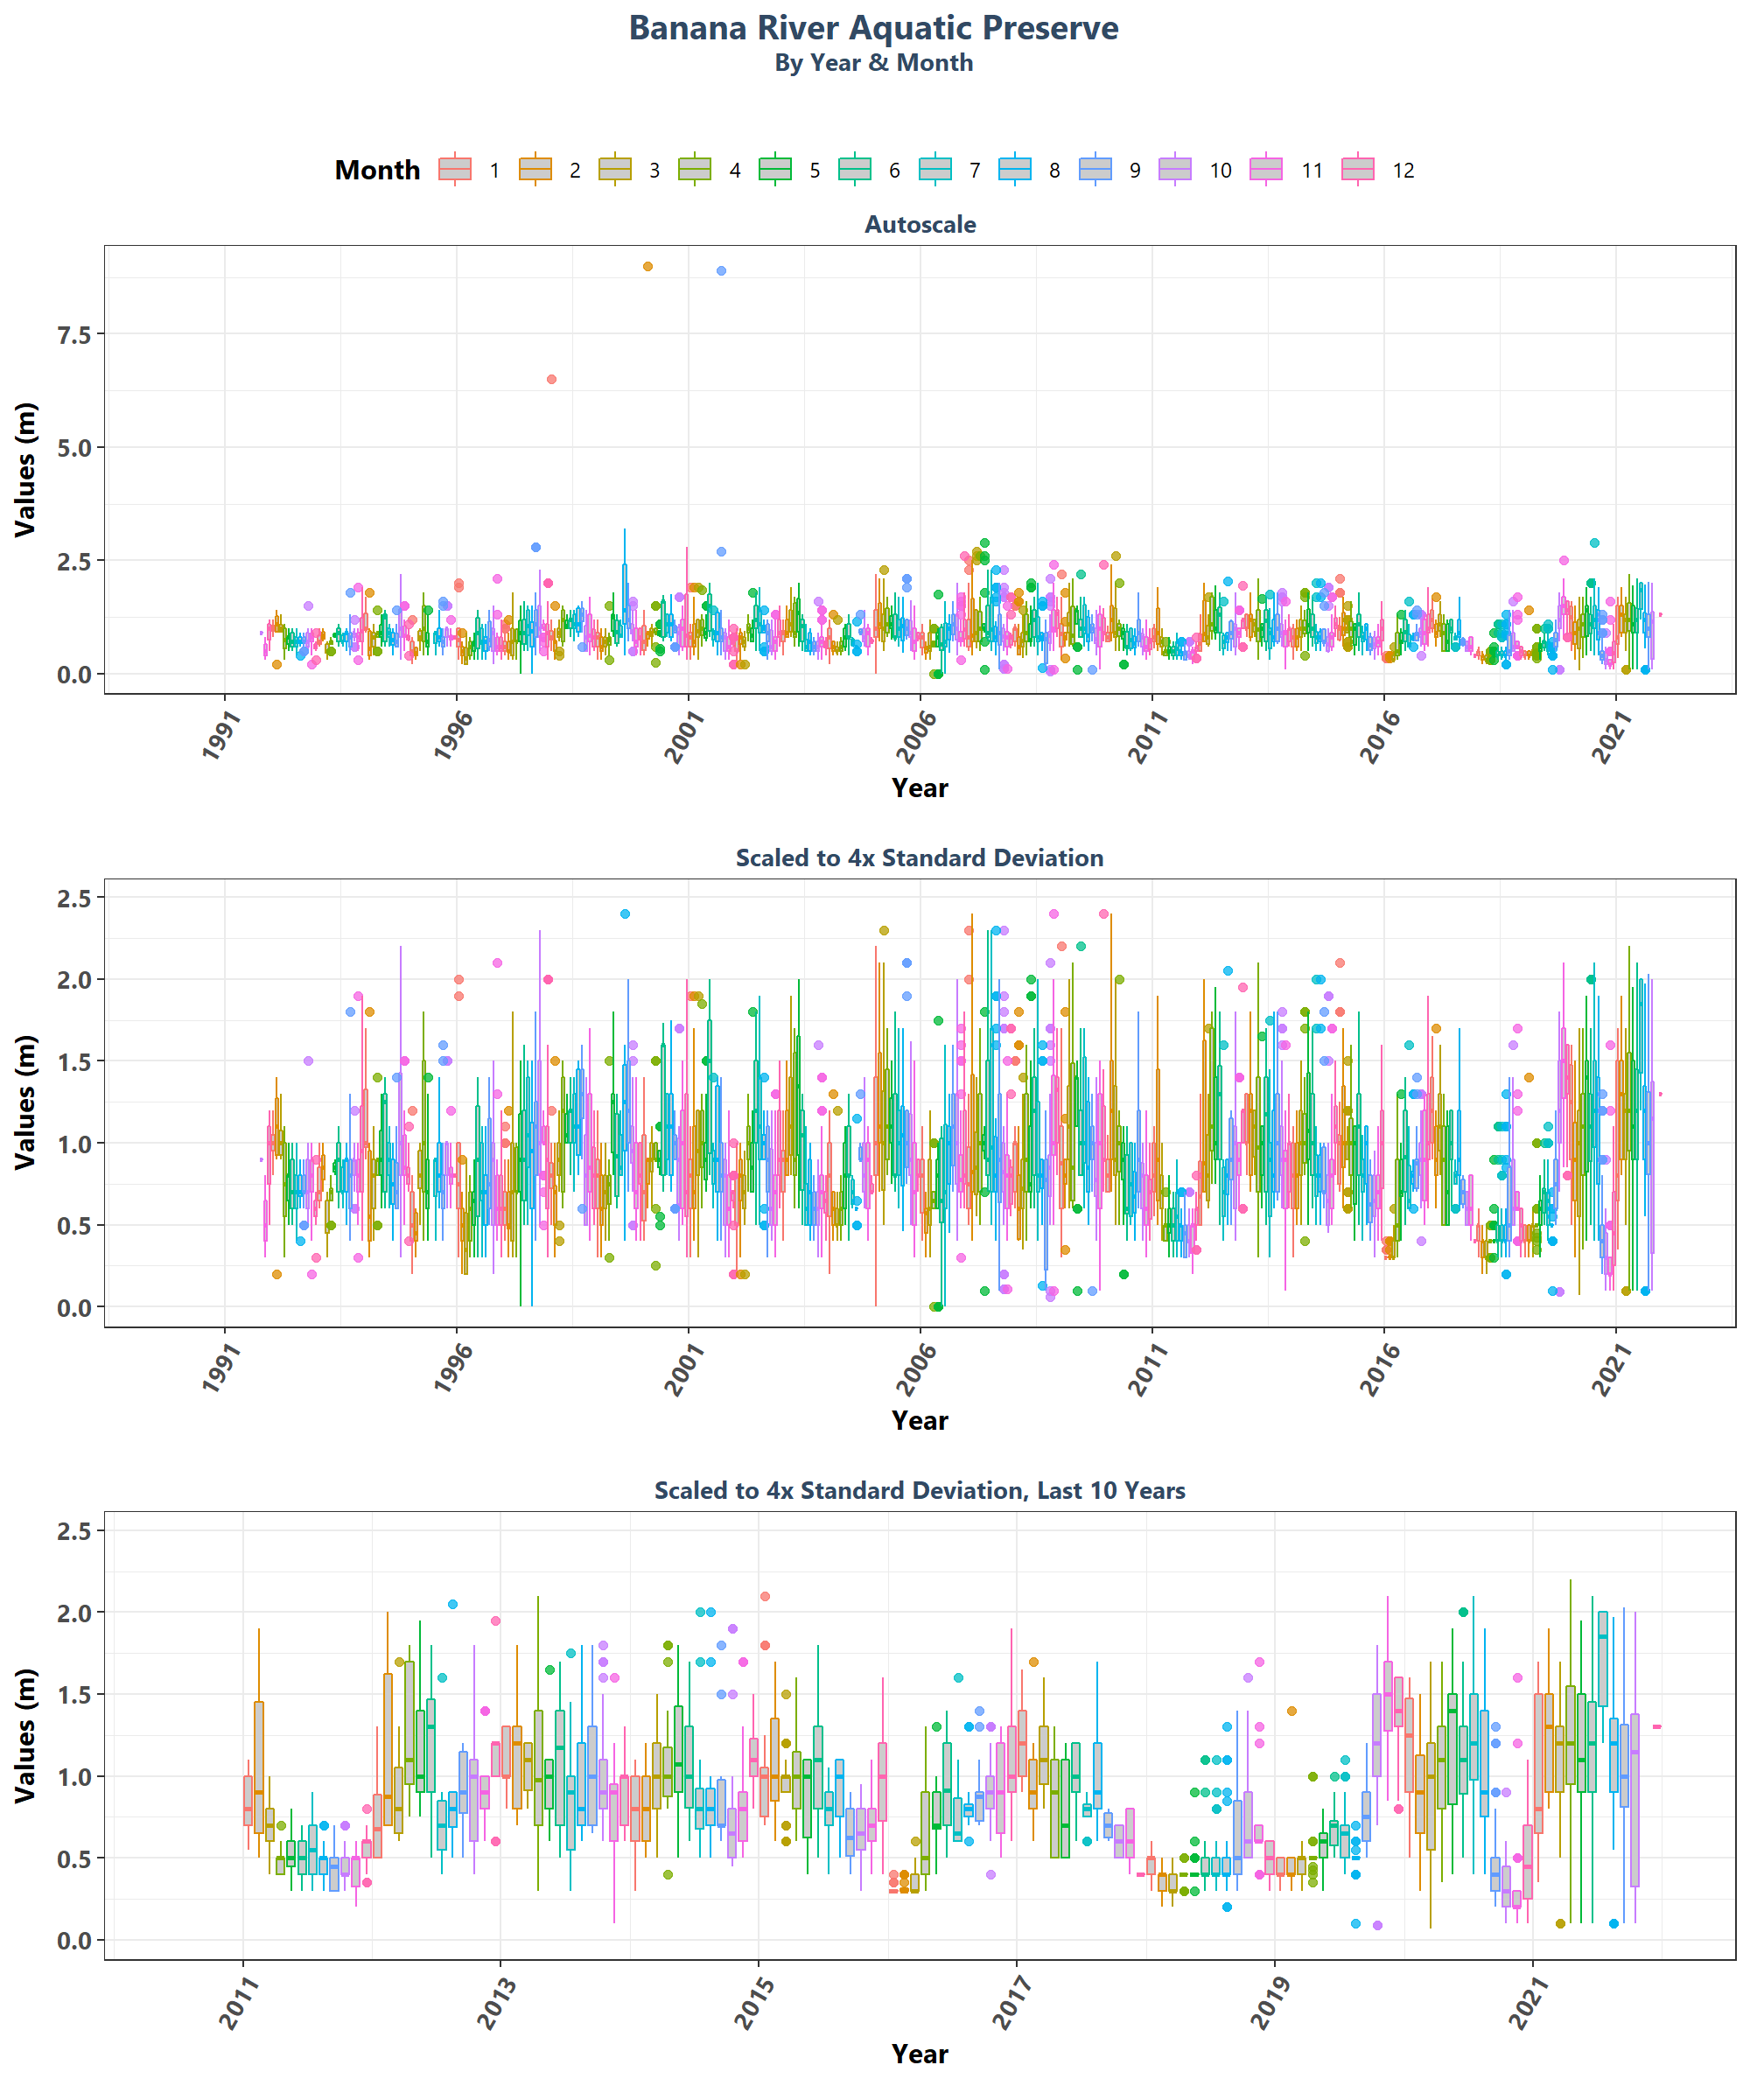 Banana River Aquatic Preserve
By Year & Month
Month 1 2 3 4 5 6 7 8 9 10 11 12
Autoscale
Values (m)
7.5
5.0
2.5
0.0
1991 1996 2001 2006 2011 2016 2021
Year
Scaled to 4x Standard Deviation
Values (m)
2.5
2.0
1.5
1.0
0.5
0.0
1991 1996 2001 2006 2011 2016 2021
Year
Scaled to 4x Standard Deviation, Last 10 Years
Values (m)
2.5
2.0
1.5
1.0
0.5
0.0
2011 2013 2015 2017 2019 2021
Year